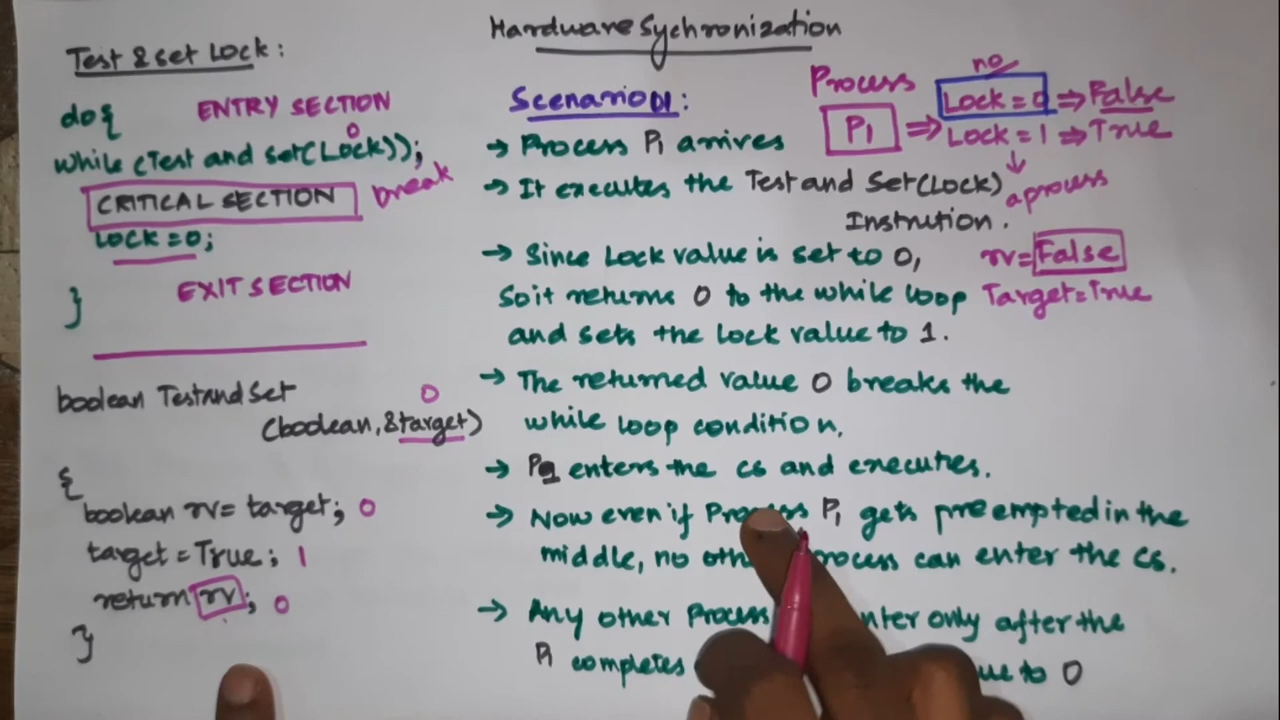 Hardware Sychronization
Test & set Lock:
do{ ENTRY SECTION
0
while (Test and set(Lock));
CRITICAL SECTION break
Lock = 0;
EXIT SECTION
}
boolean TestandSet
0
(boolean, &target)
{
boolean rv= target; 0
target = True; 1
return rv; 0
}
Scenario 01:
Process no
P1 ⇒ Lock = 0 ⇒ False
Lock = 1 ⇒ True
↓
a process
→ Process P1 arrives
→ It executes the Test and Set(Lock)
Instrution.
→ Since Lock value is set to 0, rv= False
So it returns 0 to the while loop Target= True
and sets the lock value to 1.
→ The returned value 0 breaks the
while loop condition.
→ P1 enters the cs and executies.
→ Now even if Process P1 gets preempted in the
middle, no process can enter the cs.
→ Any other Process only after the
P1 completes to 0